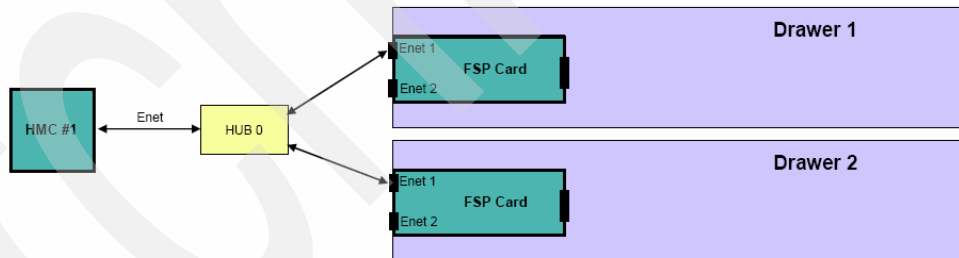 Drawer 1
Enet 1
FSP Card
Enet 2
HMC #1
Enet
HUB 0
Drawer 2
Enet 1
FSP Card
Enet 2